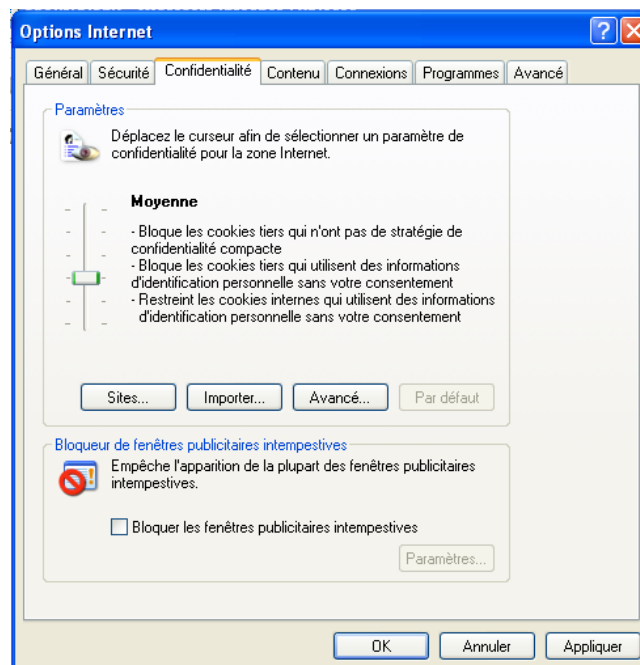 Options Internet
Général Sécurité Confidentialité Contenu Connexions Programmes Avancé
Paramètres
Déplacez le curseur afin de sélectionner un paramètre de
confidentialité pour la zone Internet.
Moyenne
- Bloque les cookies tiers qui n'ont pas de stratégie de
confidentialité compacte
- Bloque les cookies tiers qui utilisent des informations
d'identification personnelle sans votre consentement
- Restreint les cookies internes qui utilisent des informations
d'identification personnelle sans votre consentement
Sites... Importer... Avancé... Par défaut
Bloqueur de fenêtres publicitaires intempestives
Empêche l'apparition de la plupart des fenêtres publicitaires
intempestives.
Bloquer les fenêtres publicitaires intempestives
Paramètres...
OK Annuler Appliquer